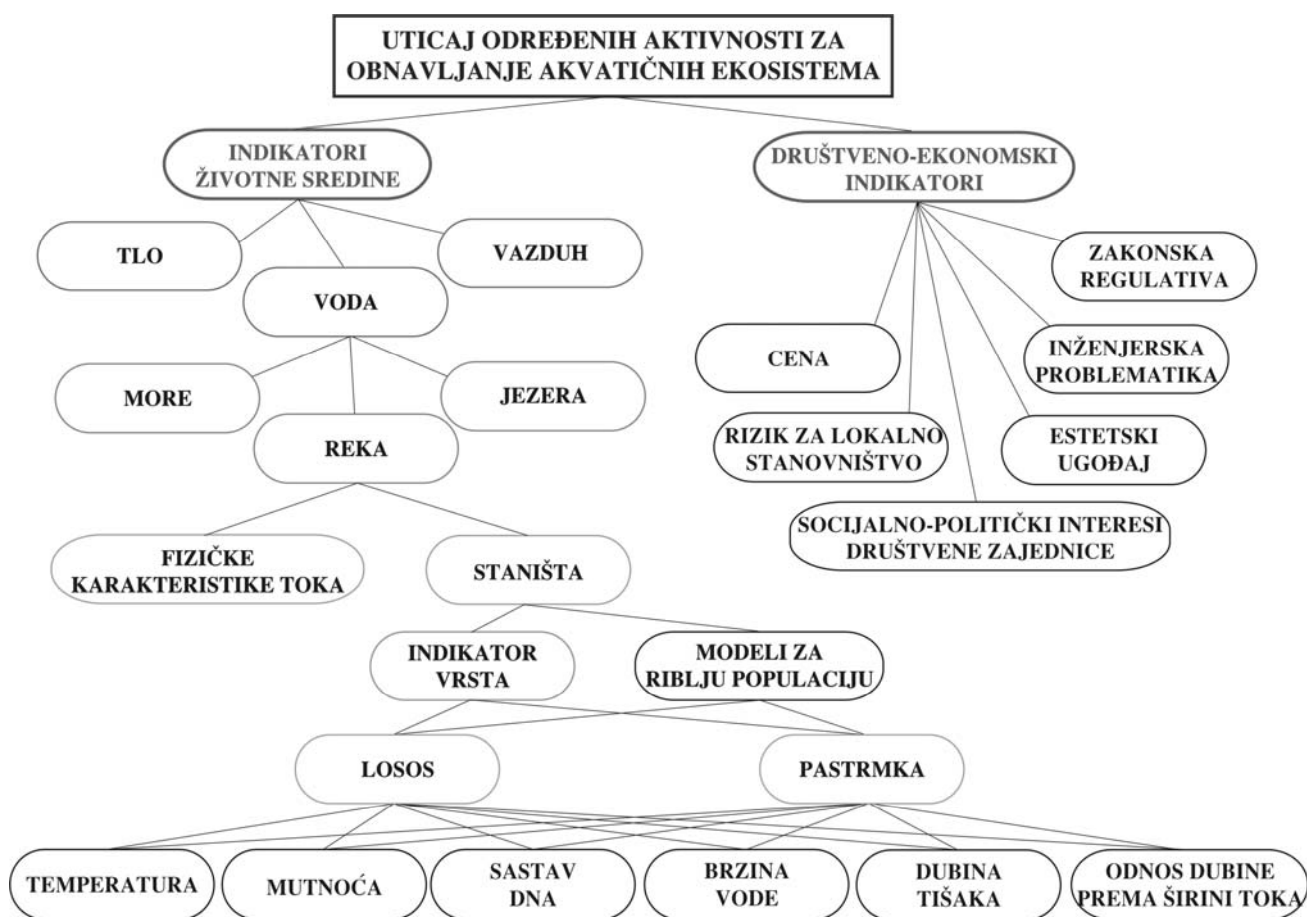 UTICAJ ODREĐENIH AKTIVNOSTI ZA
OBNAVLJANJE AKVATIČNIH EKOSISTEMA
INDIKATORI
ŽIVOTNE SREDINE
DRUŠTVENO-EKONOMSKI
INDIKATORI
TLO
VAZDUH
VODA
ZAKONSKA
REGULATIVA
CENA
INŽENJERSKA
PROBLEMATIKA
MORE
JEZERA
REKA
RIZIK ZA LOKALNO
STANOVNIŠTVO
ESTETSKI
UGOĐAJ
SOCIJALNO-POLITIČKI INTERESI
DRUŠTVENE ZAJEDNICE
FIZIČKE
KARAKTERISTIKE TOKA
STANIŠTA
INDIKATOR
VRSTA
MODELI ZA
RIBLJU POPULACIJU
LOSOS
PASTRMKA
TEMPERATURA
MUTNOĆA
SASTAV
DNA
BRZINA
VODE
DUBINA
TIŠAKA
ODNOS DUBINE
PREMA ŠIRINI TOKA